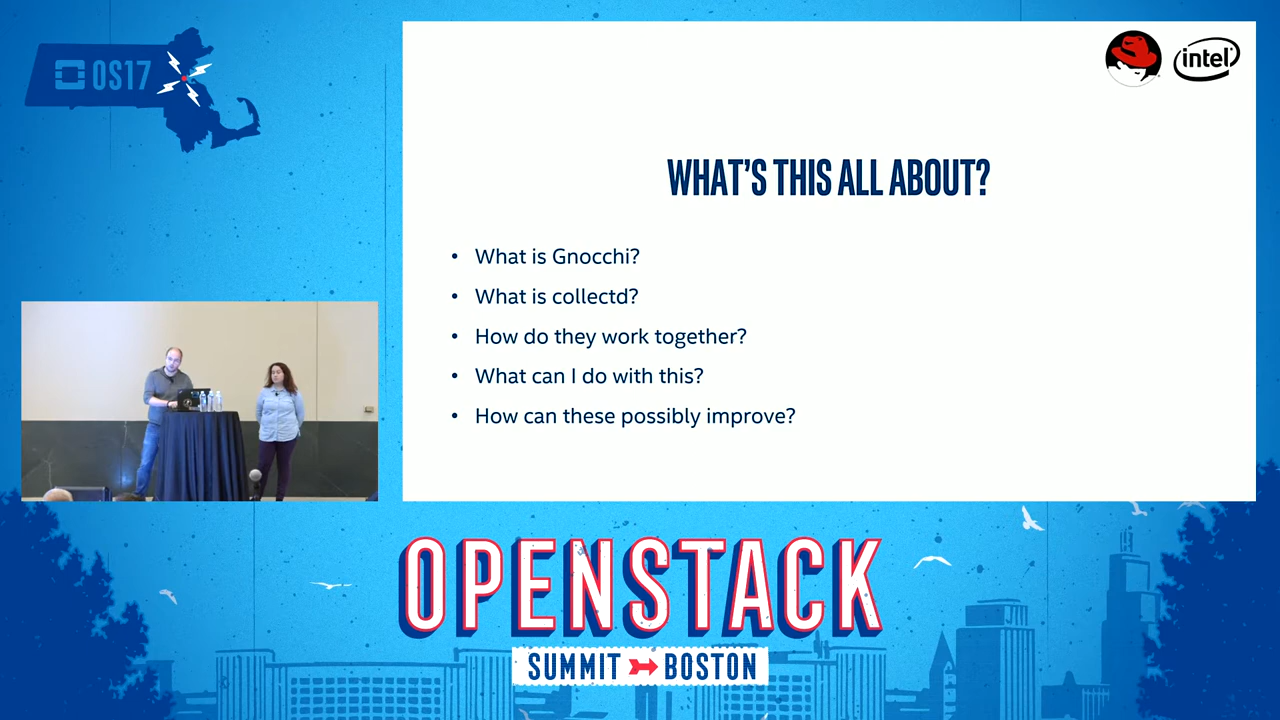 OS17
intel
WHAT'S THIS ALL ABOUT?
• What is Gnocchi?
• What is collectd?
• How do they work together?
• What can I do with this?
• How can these possibly improve?
OPENSTACK
SUMMIT BOSTON